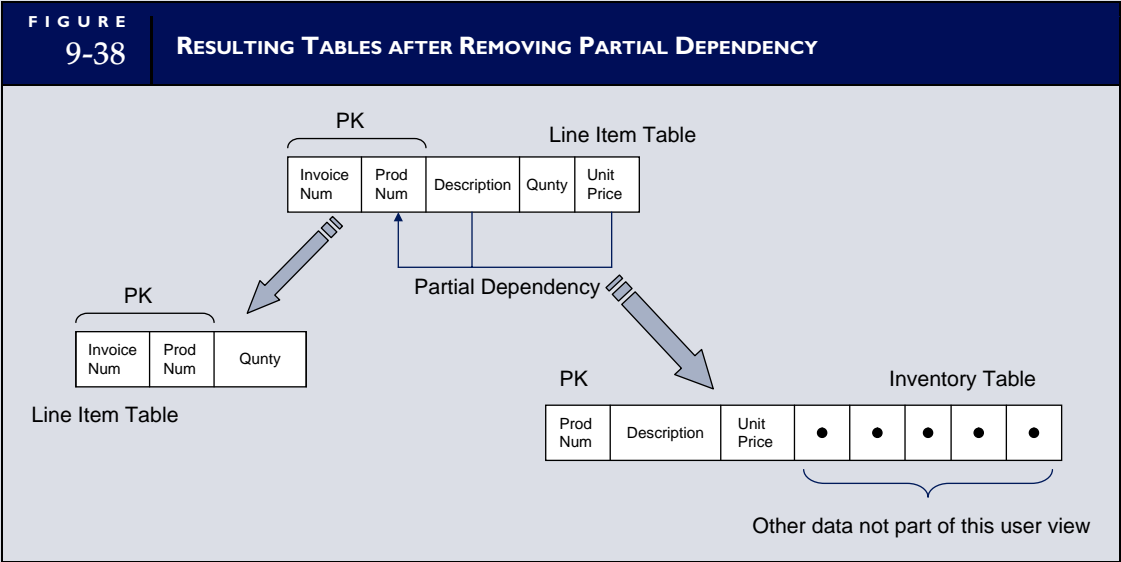 FIGURE
9-38
RESULTING TABLES AFTER REMOVING PARTIAL DEPENDENCY
PK
Line Item Table
Invoice Num
Prod Num
Description
Qunty
Unit Price
Partial Dependency
PK
Invoice Num
Prod Num
Qunty
Line Item Table
PK
Inventory Table
Prod Num
Description
Unit Price
Other data not part of this user view